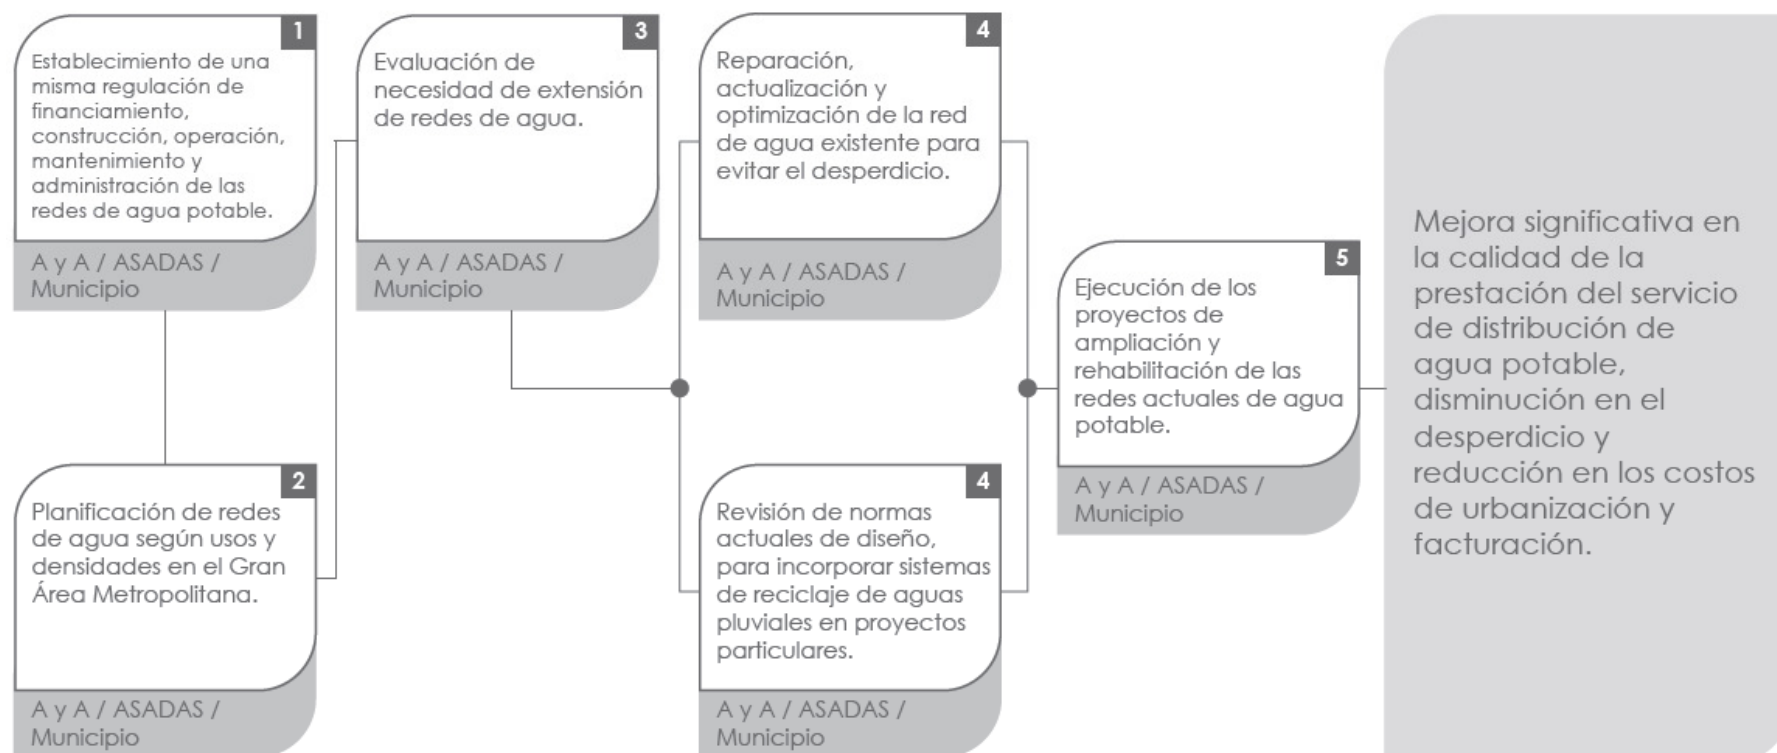 1
Establecimiento de una
misma regulación de
financiamiento,
construcción, operación,
mantenimiento y
administración de las
redes de agua potable.
A y A / ASADAS /
Municipio
2
Planificación de redes
de agua según usos y
densidades en el Gran
Área Metropolitana.
A y A / ASADAS /
Municipio
3
Evaluación de
necesidad de extensión
de redes de agua.
A y A / ASADAS /
Municipio
4
Reparación,
actualización y
optimización de la red
de agua existente para
evitar el desperdicio.
A y A / ASADAS /
Municipio
4
Revisión de normas
actuales de diseño,
para incorporar sistemas
de reciclaje de aguas
pluviales en proyectos
particulares.
A y A / ASADAS /
Municipio
5
Ejecución de los
proyectos de
ampliación y
rehabilitación de las
redes actuales de agua
potable.
A y A / ASADAS /
Municipio
Mejora significativa en
la calidad de la
prestación del servicio
de distribución de
agua potable,
disminución en el
desperdicio y
reducción en los costos
de urbanización y
facturación.